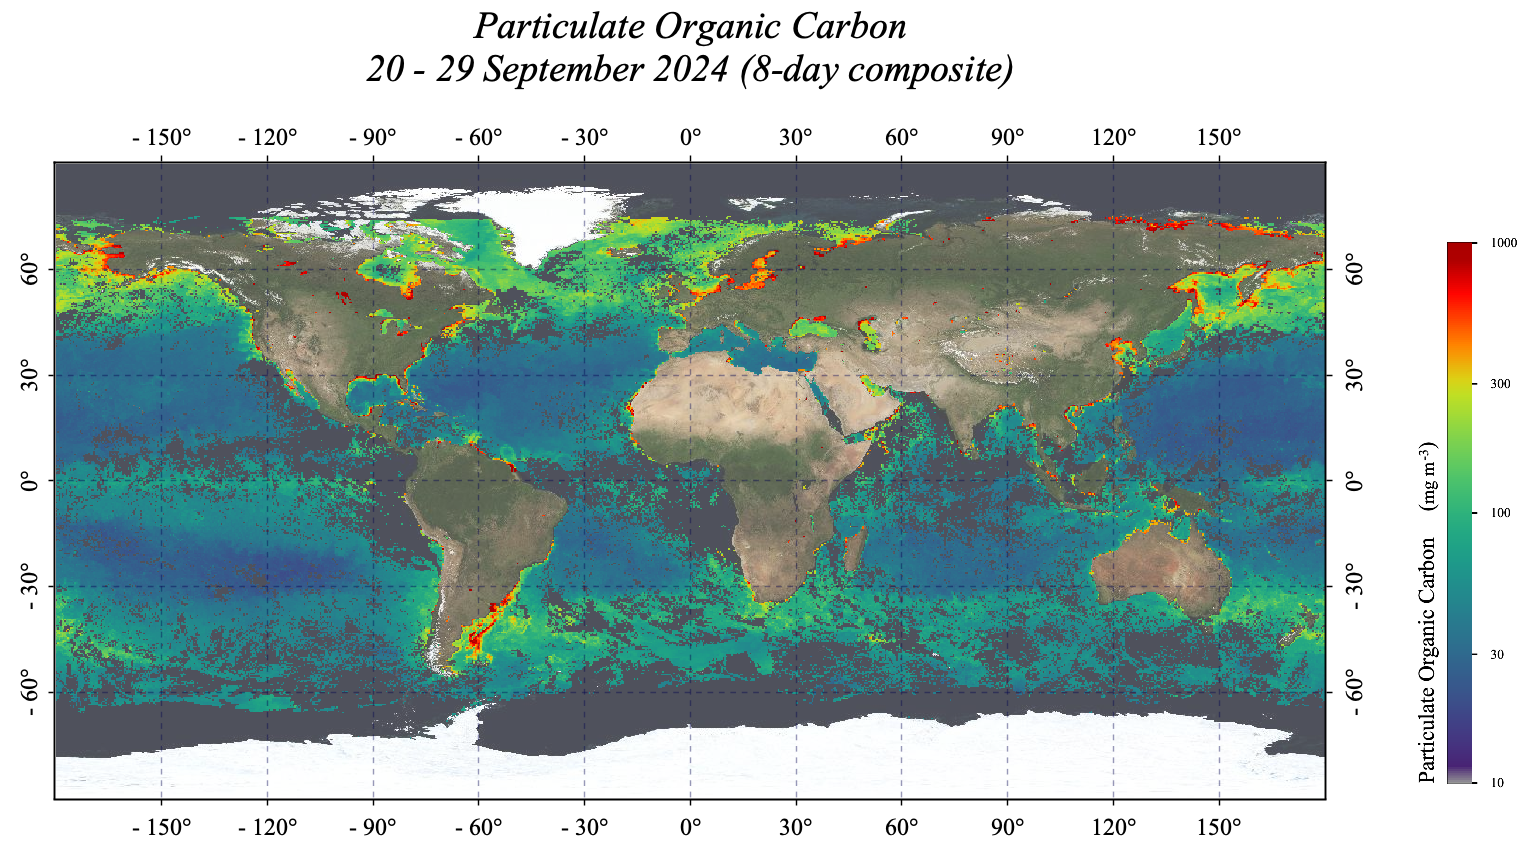 Particulate Organic Carbon
20 - 29 September 2024 (8-day composite)
- 150° - 120° - 90° - 60° - 30° 0° 30° 60° 90° 120° 150°
60° 60°
30° 30°
0° 0°
- 30° - 30°
- 60° - 60°
- 150° - 120° - 90° - 60° - 30° 0° 30° 60° 90° 120° 150°
1000
300
100
30
10
Particulate Organic Carbon (mg m⁻³)